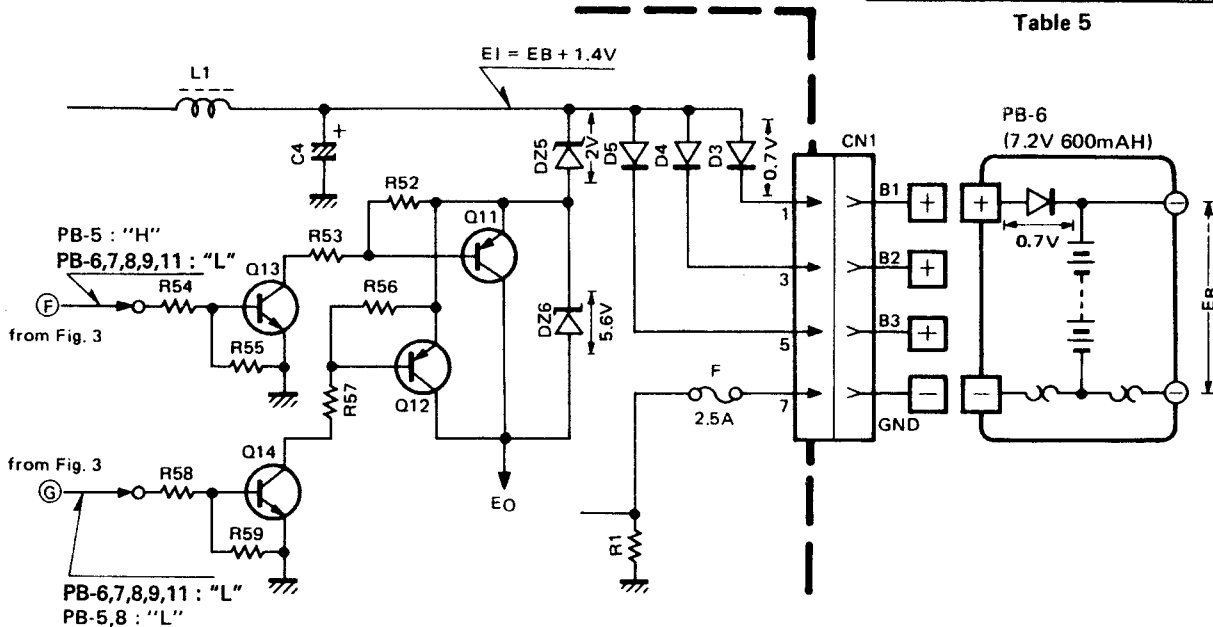 Table 5
EI = EB + 1.4V
L1
C4
+
DZ5
2V
D5
D4
D3
0.7V
CN1
PB-6
(7.2V 600mAH)
R52
Q11
1
B1
+
+
−
0.7V
PB-5 : "H"
PB-6,7,8,9,11 : "L"
R53
Q13
R54
F
from Fig. 3
R55
R56
Q12
R57
DZ6
5.6V
3
B2
+
5
B3
+
EB
F
2.5A
7
GND
−
−
−
from Fig. 3
G
Q14
R58
R59
EO
R1
PB-6,7,8,9,11 : "L"
PB-5,8 : "L"